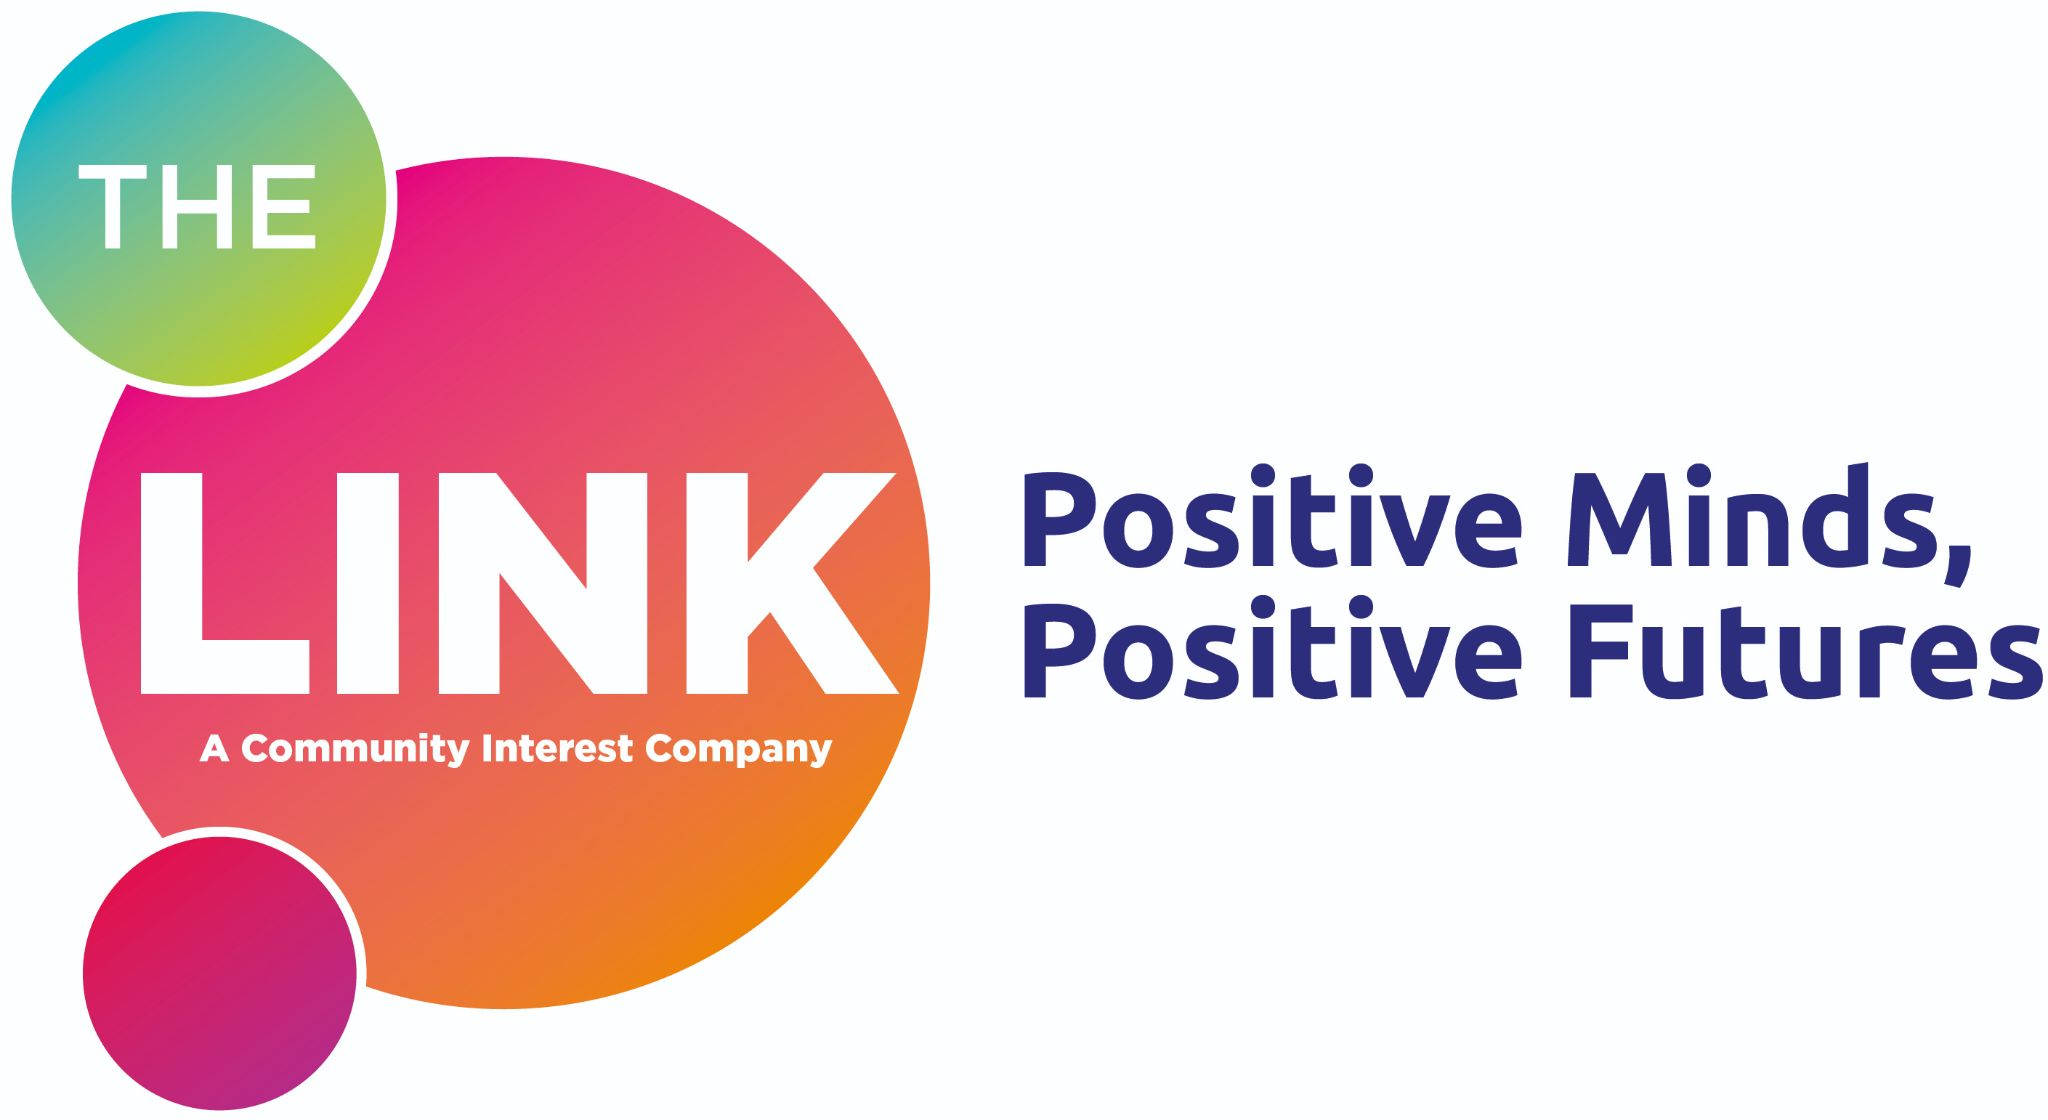 THE
LINK
A Community Interest Company
Positive Minds,
Positive Futures